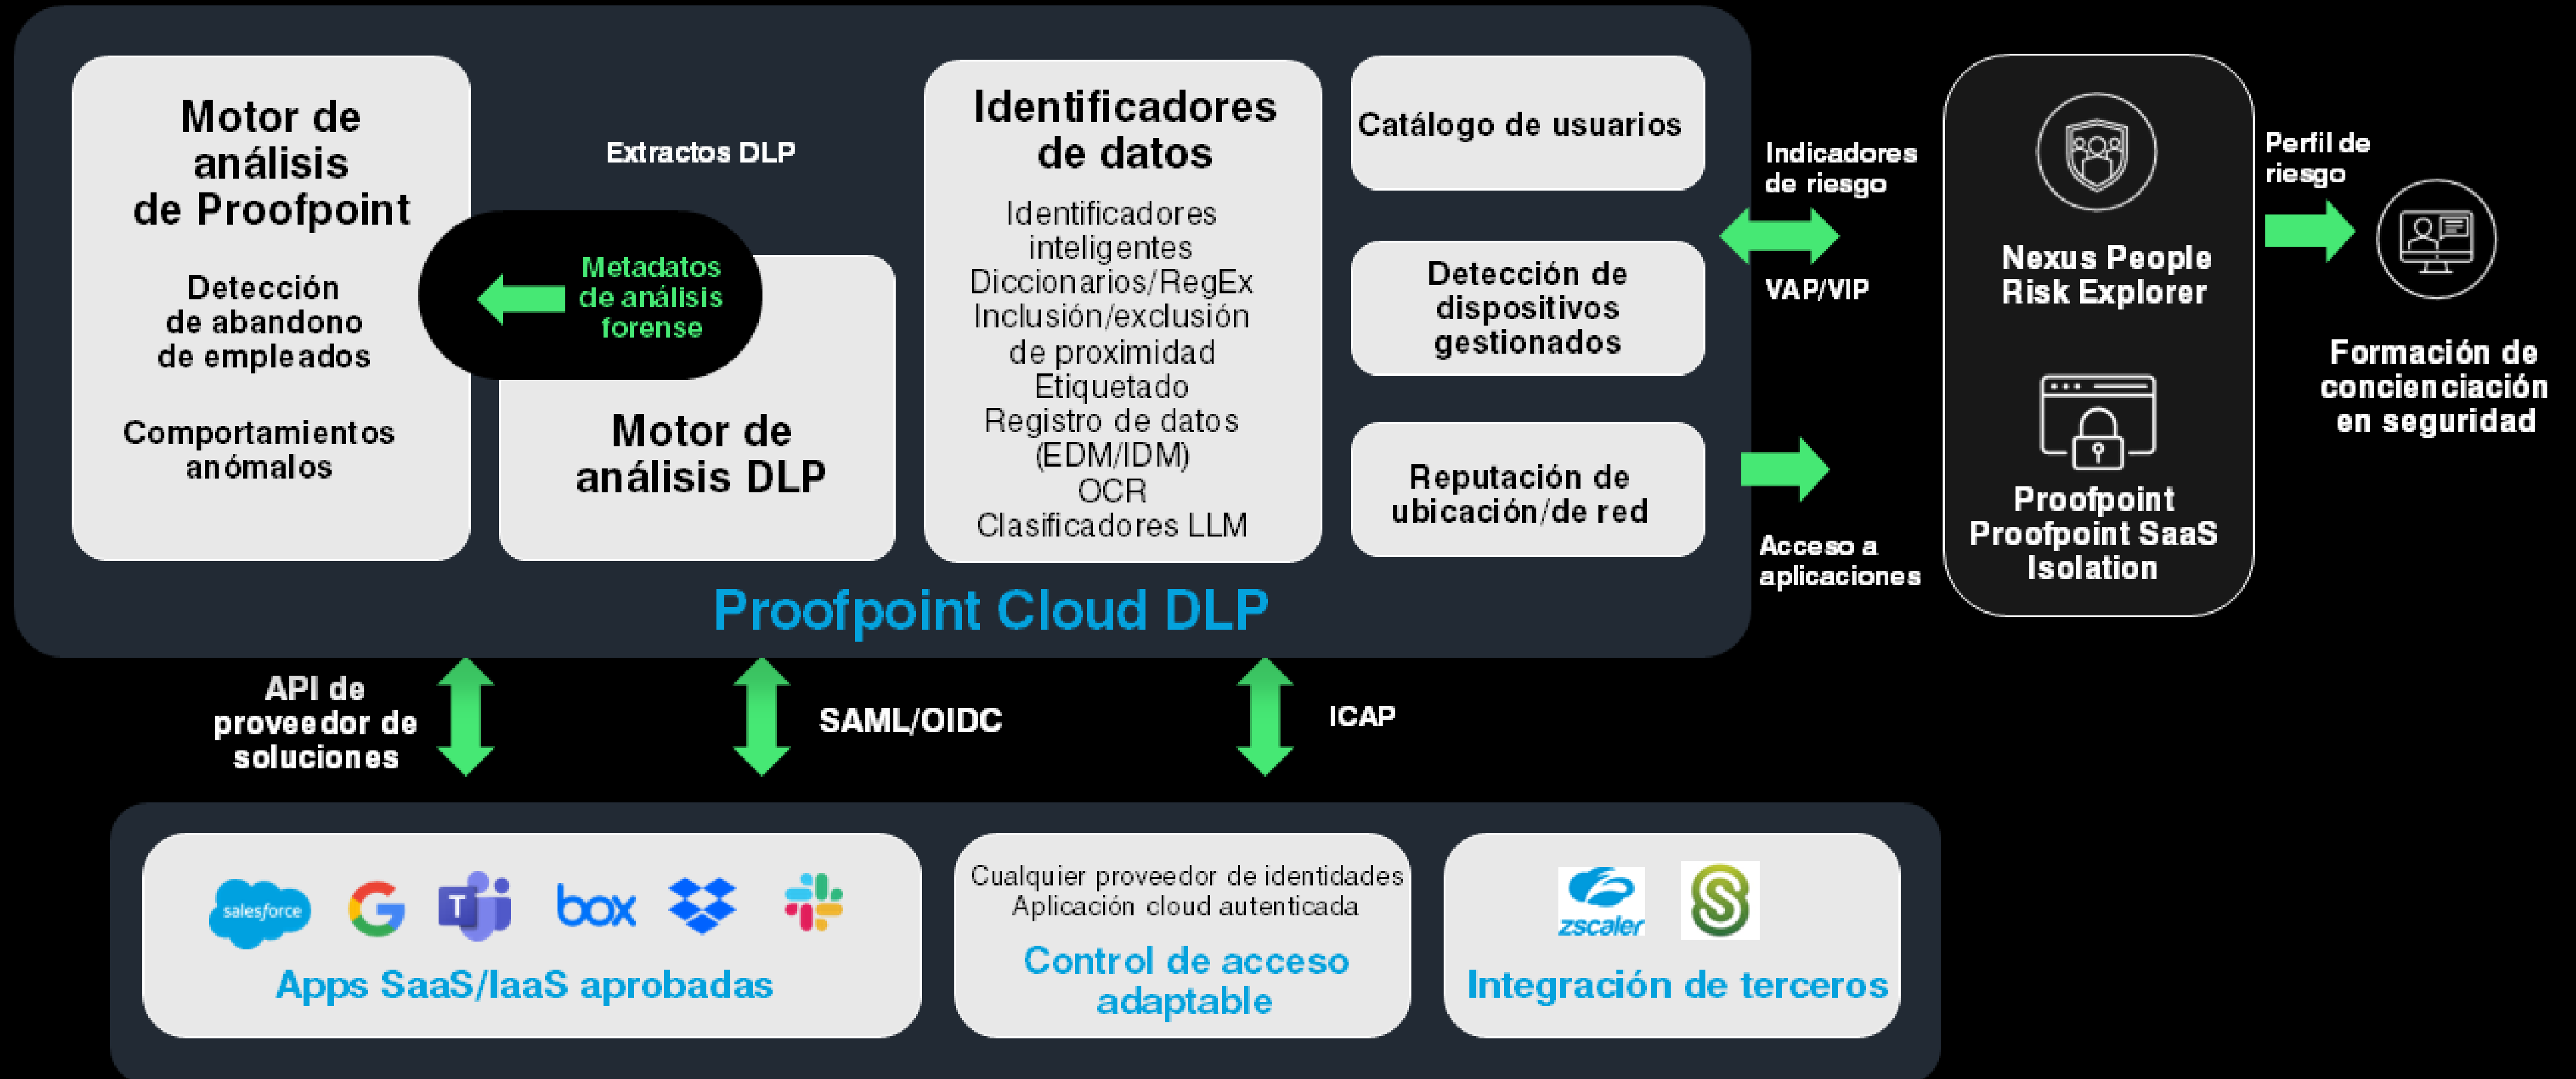 Motor de
análisis
de Proofpoint
Detección
de abandono
de empleados
Comportamientos
anómalos
Extractos DLP
Metadatos
de análisis
forense
Motor de
análisis DLP
Identificadores
de datos
Identificadores
inteligentes
Diccionarios/RegEx
Inclusión/exclusión
de proximidad
Etiquetado
Registro de datos
(EDM/IDM)
OCR
Clasificadores LLM
Catálogo de usuarios
Detección de
dispositivos
gestionados
Reputación de
ubicación/de red
Proofpoint Cloud DLP
Indicadores
de riesgo
VAP/VIP
Acceso a
aplicaciones
Nexus People
Risk Explorer
Proofpoint
Proofpoint SaaS
Isolation
Perfil de
riesgo
Formación de
concienciación
en seguridad
API de
proveedor de
soluciones
SAML/OIDC
ICAP
salesforce
T
box
Apps SaaS/IaaS aprobadas
Cualquier proveedor de identidades
Aplicación cloud autenticada
Control de acceso
adaptable
zscaler
Integración de terceros